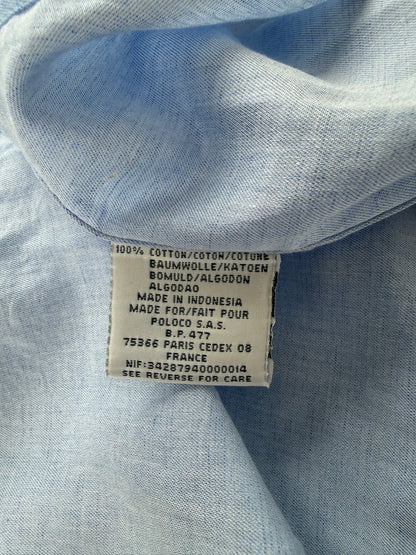 100% COTTON/COTON/COTONE
BAUMWOLLE/KATOEN
BOMULD/ALGODON
ALGODAO
MADE IN INDONESIA
MADE FOR/FAIT POUR
POLOCO S.A.S.
B.P. 477
75366 PARIS CEDEX 08
FRANCE
NIF:34287940000014
SEE REVERSE FOR CARE